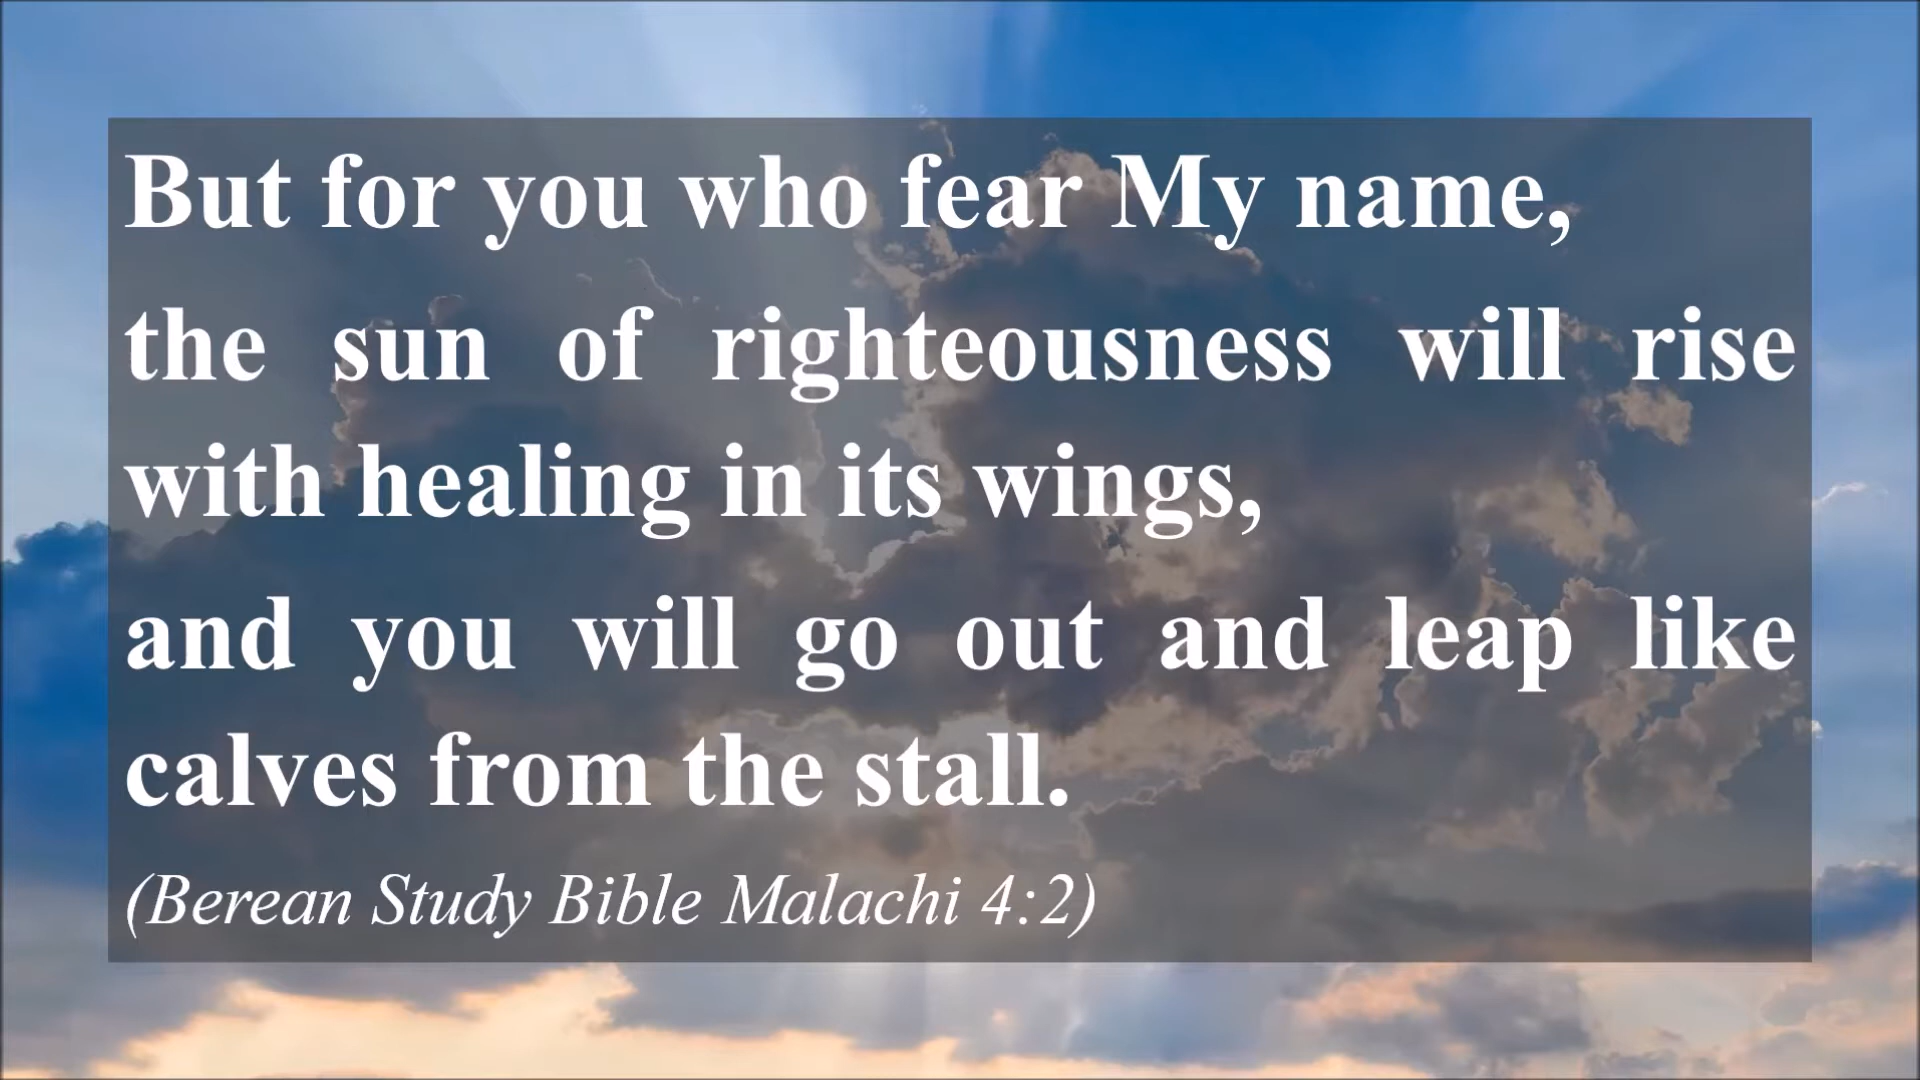 But for you who fear My name,
the sun of righteousness will rise
with healing in its wings,
and you will go out and leap like
calves from the stall.
(Berean Study Bible Malachi 4:2)